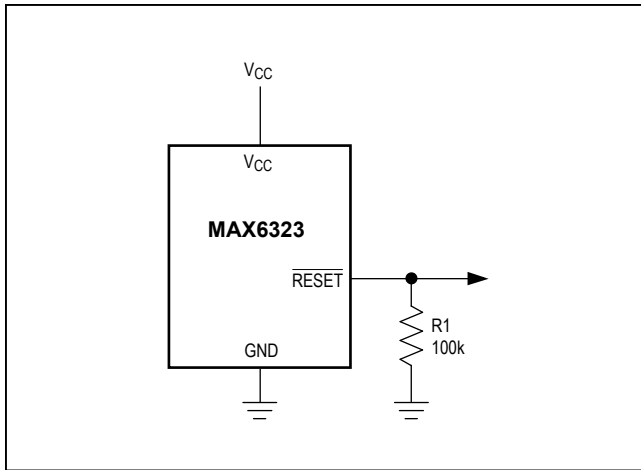 VCC
VCC
MAX6323
RESET
R1
100k
GND